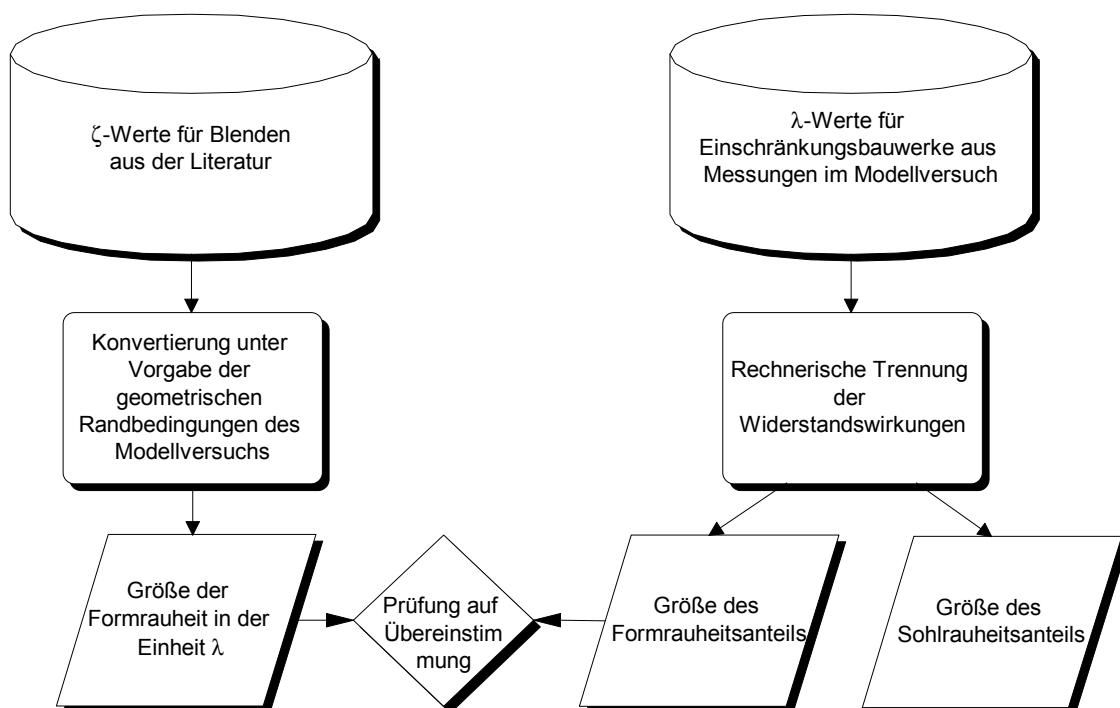 ζ-Werte für Blenden
aus der Literatur
λ-Werte für
Einschränkungsbauwerke aus
Messungen im Modellversuch
Konvertierung unter
Vorgabe der
geometrischen
Randbedingungen des
Modellversuchs
Rechnerische Trennung
der
Widerstandswirkungen
Größe der
Formrauheit in der
Einheit λ
Prüfung auf
Übereinstim
mung
Größe des
Formrauheitsanteils
Größe des
Sohlrauheitsanteils